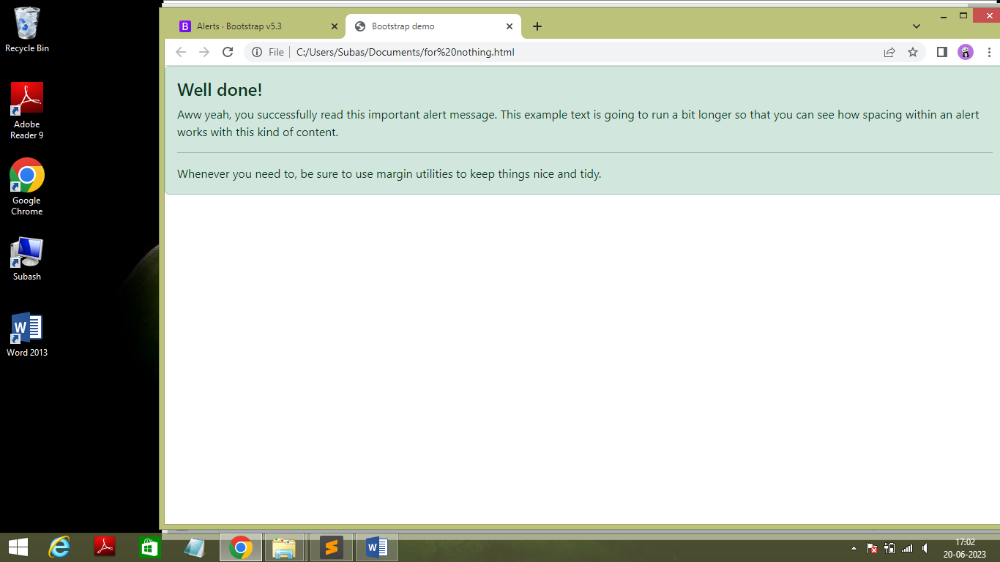 Recycle Bin
Adobe
Reader 9
Google
Chrome
Subash
Word 2013
B
Alerts · Bootstrap v5.3
Bootstrap demo
File
C:/Users/Subas/Documents/for%20nothing.html
Well done!
Aww yeah, you successfully read this important alert message. This example text is going to run a bit longer so that you can see how spacing within an alert
works with this kind of content.
Whenever you need to, be sure to use margin utilities to keep things nice and tidy.
17:02
20-06-2023